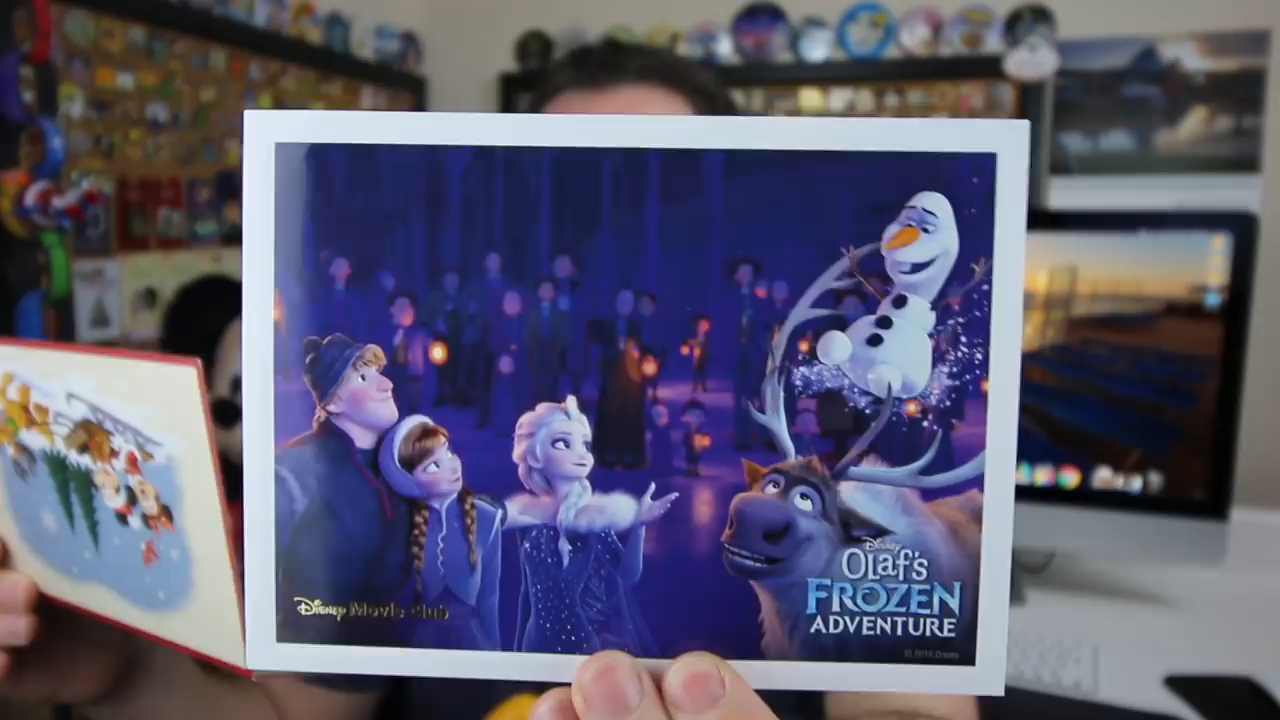 Disney
Olaf's
FROZEN
ADVENTURE
Disney Movie Club